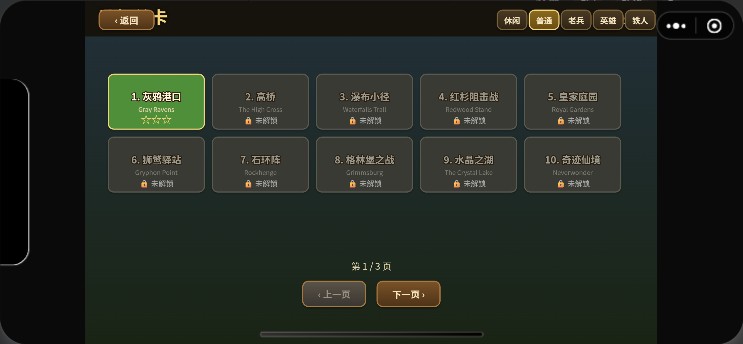 ‹ 返回
卡
休闲 普通 老兵 英雄 铁人
1. 灰鸦港口
Gray Ravens
☆☆☆
2. 高桥
The High Cross
🔒 未解锁
3. 瀑布小径
Waterfalls Trail
🔒 未解锁
4. 红杉阻击战
Redwood Stand
🔒 未解锁
5. 皇家庭园
Royal Gardens
🔒 未解锁
6. 狮鹫驿站
Gryphon Point
🔒 未解锁
7. 石环阵
Rockhenge
🔒 未解锁
8. 格林堡之战
Grimmsburg
🔒 未解锁
9. 水晶之湖
The Crystal Lake
🔒 未解锁
10. 奇迹仙境
Neverwonder
🔒 未解锁
第 1 / 3 页
‹ 上一页
下一页 ›